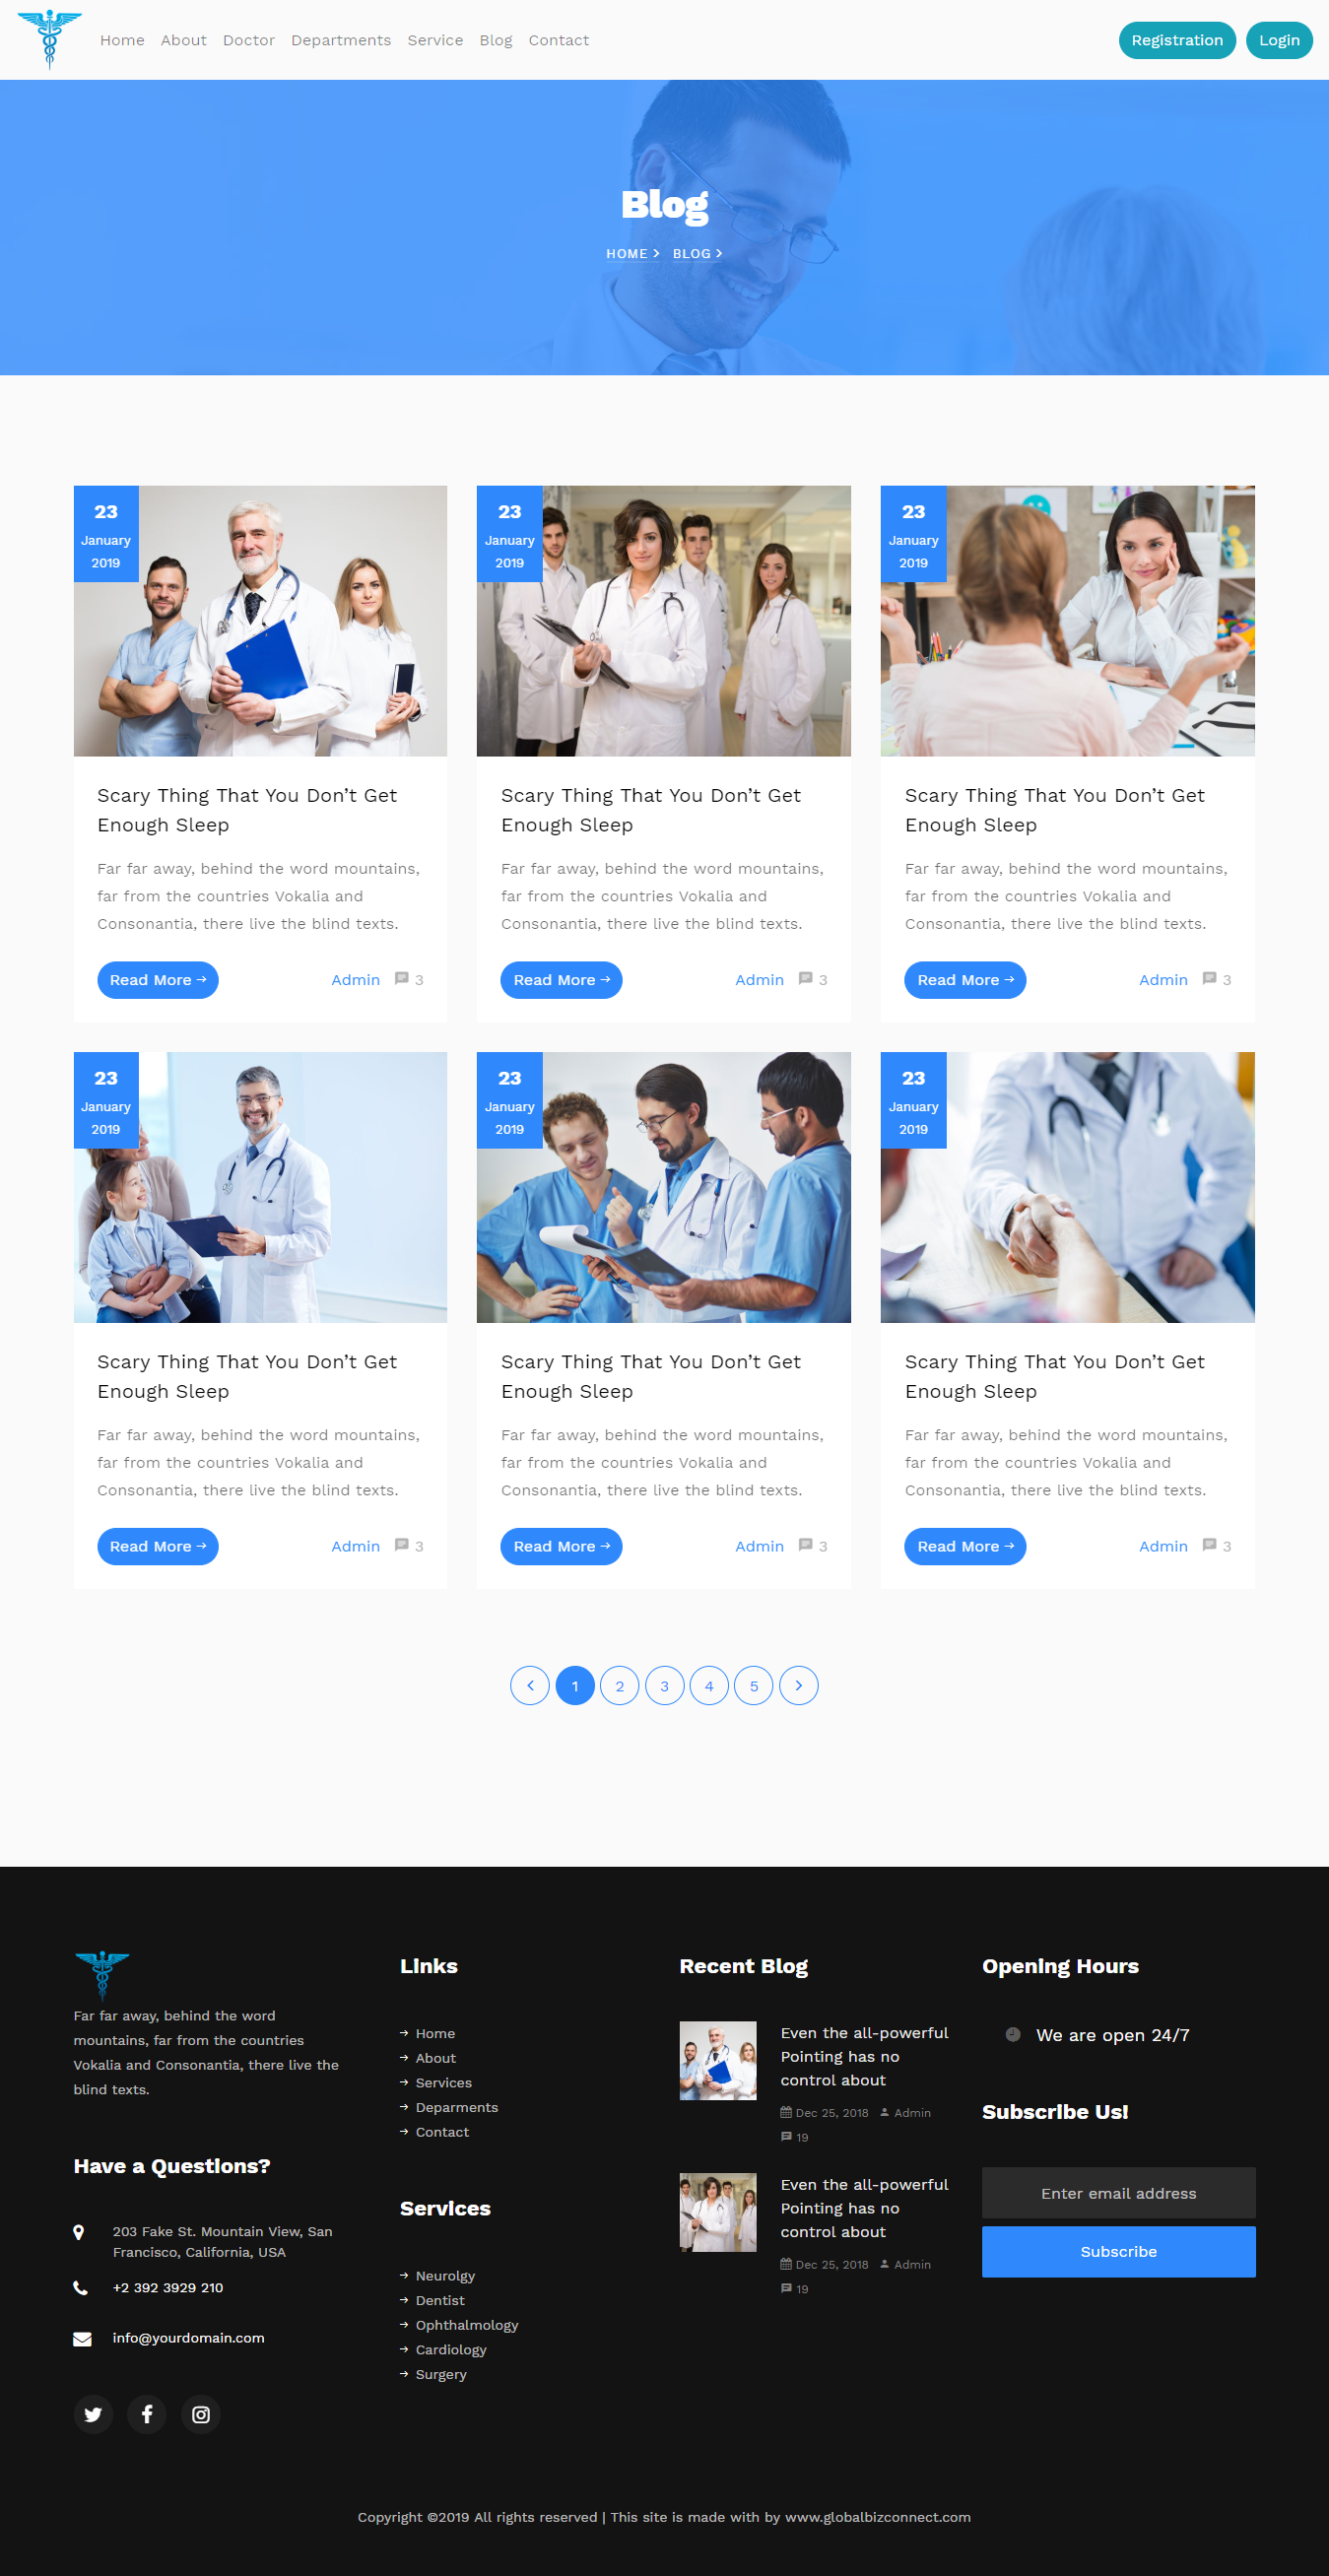 Home About Doctor Departments Service Blog Contact Registration Login
Blog
HOME BLOG
23
January
2019
Scary Thing That You Don’t Get
Enough Sleep
Far far away, behind the word mountains,
far from the countries Vokalia and
Consonantia, there live the blind texts.
Read More Admin 3
23
January
2019
Scary Thing That You Don’t Get
Enough Sleep
Far far away, behind the word mountains,
far from the countries Vokalia and
Consonantia, there live the blind texts.
Read More Admin 3
23
January
2019
Scary Thing That You Don’t Get
Enough Sleep
Far far away, behind the word mountains,
far from the countries Vokalia and
Consonantia, there live the blind texts.
Read More Admin 3
23
January
2019
Scary Thing That You Don’t Get
Enough Sleep
Far far away, behind the word mountains,
far from the countries Vokalia and
Consonantia, there live the blind texts.
Read More Admin 3
23
January
2019
Scary Thing That You Don’t Get
Enough Sleep
Far far away, behind the word mountains,
far from the countries Vokalia and
Consonantia, there live the blind texts.
Read More Admin 3
23
January
2019
Scary Thing That You Don’t Get
Enough Sleep
Far far away, behind the word mountains,
far from the countries Vokalia and
Consonantia, there live the blind texts.
Read More Admin 3
1 2 3 4 5
Far far away, behind the word
mountains, far from the countries
Vokalia and Consonantia, there live the
blind texts.
Have a Questions?
203 Fake St. Mountain View, San
Francisco, California, USA
+2 392 3929 210
info@yourdomain.com
Links
Home
About
Services
Deparments
Contact
Services
Neurolgy
Dentist
Ophthalmology
Cardiology
Surgery
Recent Blog
Even the all-powerful
Pointing has no
control about
Dec 25, 2018 Admin
19
Even the all-powerful
Pointing has no
control about
Dec 25, 2018 Admin
19
Opening Hours
We are open 24/7
Subscribe Us!
Enter email address
Subscribe
Copyright ©2019 All rights reserved | This site is made with by www.globalbizconnect.com